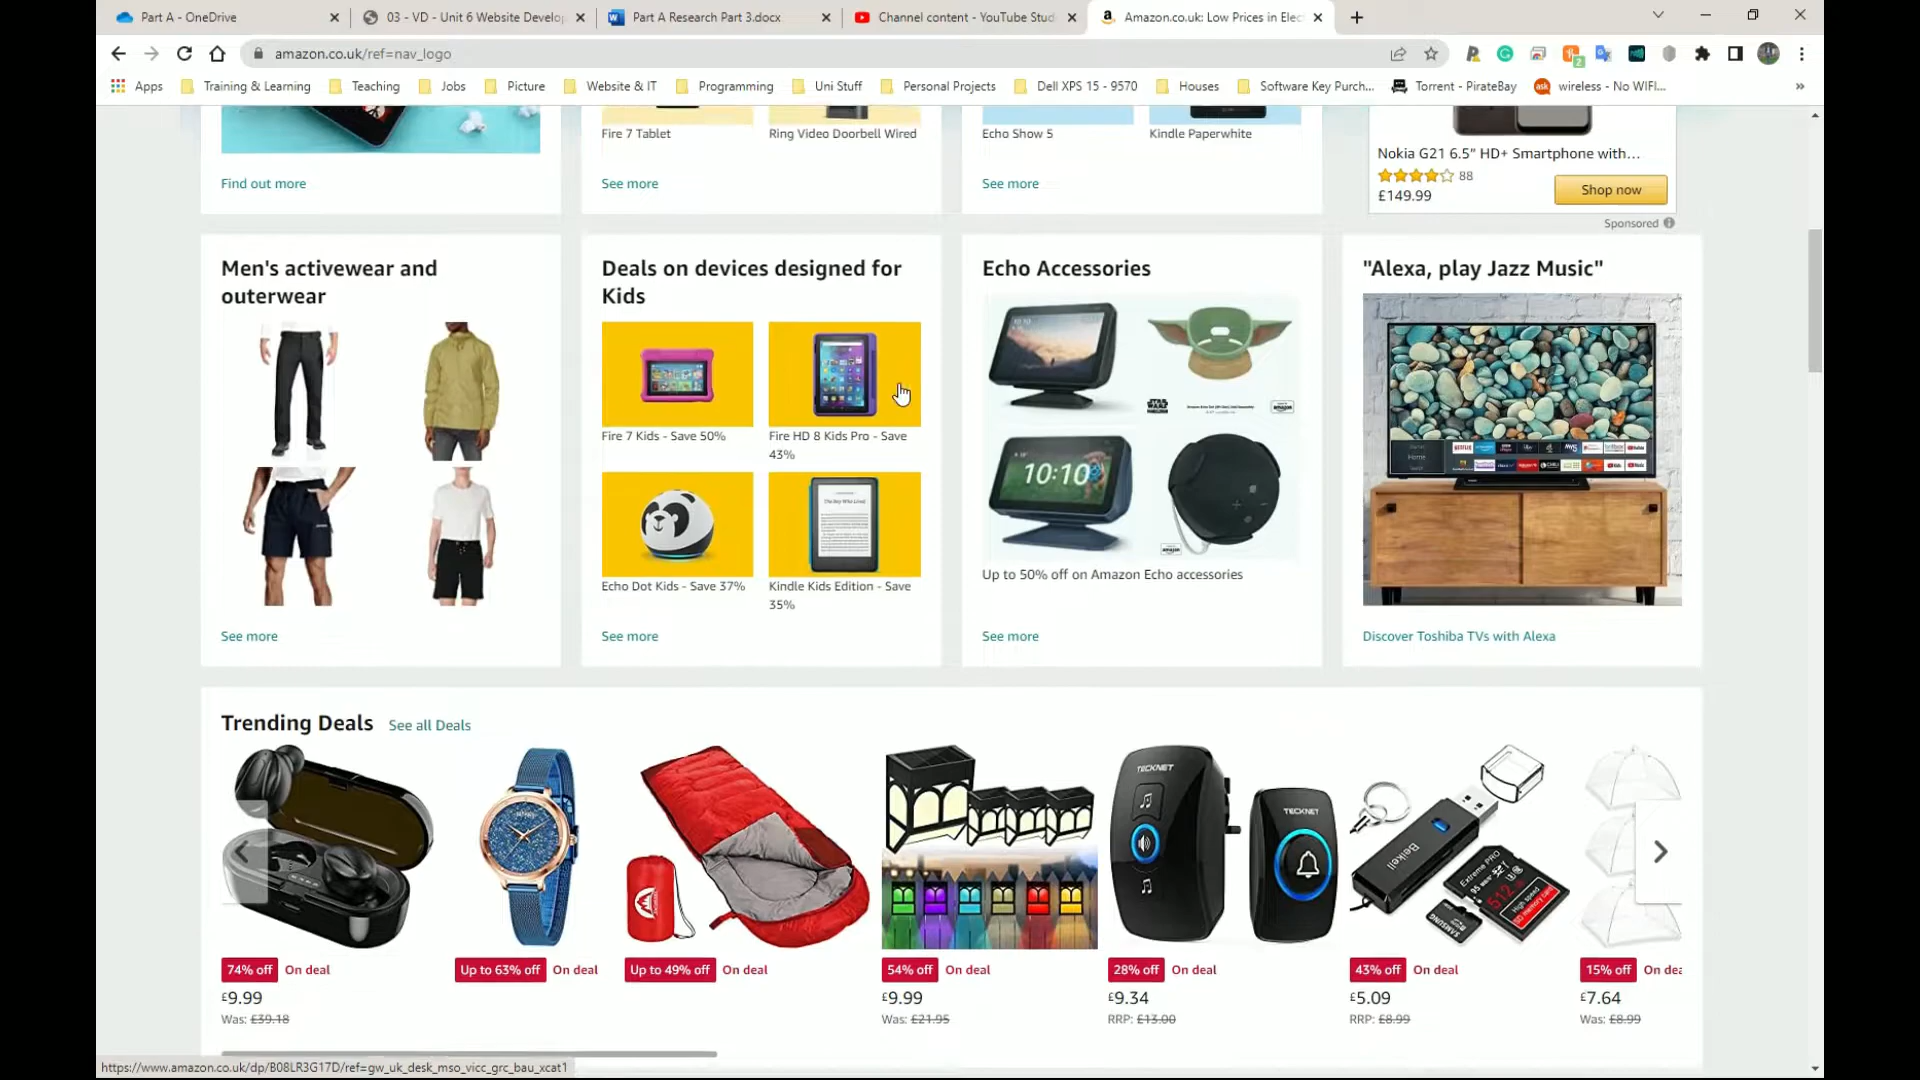 Part A - OneDrive
03 - VD - Unit 6 Website Develo
Part A Research Part 3.docx
Channel content - YouTube Stud
Amazon.co.uk: Low Prices in Elec
amazon.co.uk/ref=nav_logo
Apps
Training & Learning
Teaching
Jobs
Picture
Website & IT
Programming
Uni Stuff
Personal Projects
Dell XPS 15 - 9570
Houses
Software Key Purch...
Torrent - PirateBay
ask
wireless - No WIFI...
Fire 7 Tablet
Ring Video Doorbell Wired
Echo Show 5
Kindle Paperwhite
Nokia G21 6.5” HD+ Smartphone with...
88
£149.99
Shop now
Find out more
See more
See more
Sponsored
Men's activewear and
outerwear
See more
Deals on devices designed for
Kids
Fire 7 Kids - Save 50%
Fire HD 8 Kids Pro - Save
43%
Echo Dot Kids - Save 37%
Kindle Kids Edition - Save
35%
See more
Echo Accessories
10:10
Up to 50% off on Amazon Echo accessories
See more
"Alexa, play Jazz Music"
Discover Toshiba TVs with Alexa
Trending Deals
See all Deals
TECKNET
TECKNET
Beikell
Extreme PRO
512
SAMSUNG
74% off On deal
£9.99
Was: £39.18
Up to 63% off On deal
Up to 49% off On deal
54% off On deal
£9.99
Was: £21.95
28% off On deal
£9.34
RRP: £13.00
43% off On deal
£5.09
RRP: £8.99
15% off On dea
£7.64
Was: £8.99
https://www.amazon.co.uk/dp/B08LR3G17D/ref=gw_uk_desk_mso_vicc_grc_bau_xcat1